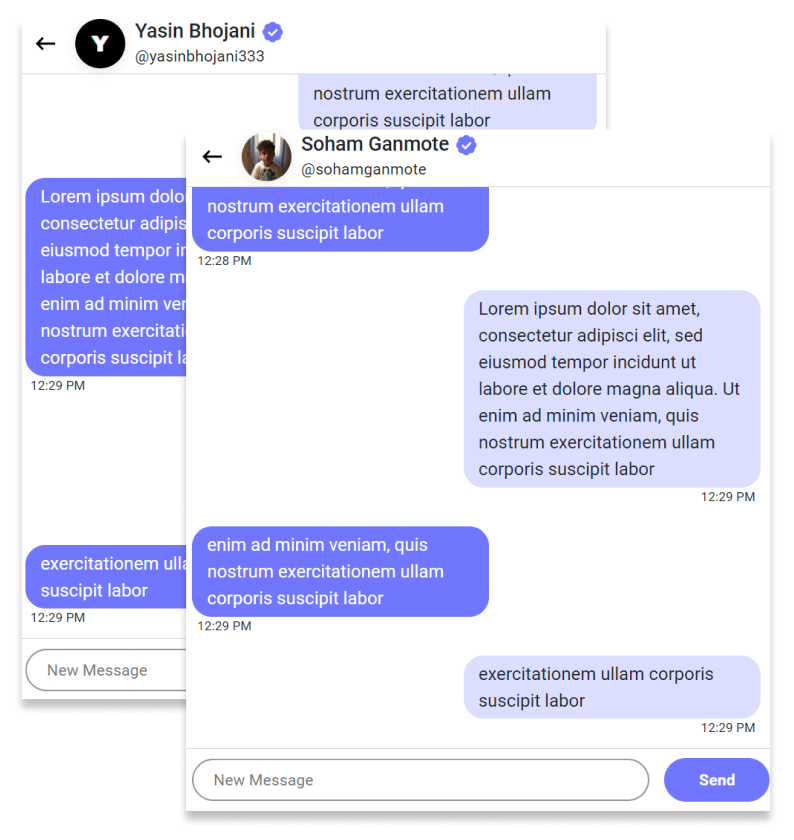 Y
Yasin Bhojani
@yasinbhojani333
nostrum exercitationem ullam
corporis suscipit labor
Lorem ipsum dolo
consectetur adipis
eiusmod tempor ir
labore et dolore m
enim ad minim ver
nostrum exercitati
corporis suscipit la
12:29 PM
exercitationem ulla
suscipit labor
12:29 PM
New Message
Soham Ganmote
@sohamganmote
nostrum exercitationem ullam
corporis suscipit labor
12:28 PM
Lorem ipsum dolor sit amet,
consectetur adipisci elit, sed
eiusmod tempor incidunt ut
labore et dolore magna aliqua. Ut
enim ad minim veniam, quis
nostrum exercitationem ullam
corporis suscipit labor
12:29 PM
enim ad minim veniam, quis
nostrum exercitationem ullam
corporis suscipit labor
12:29 PM
exercitationem ullam corporis
suscipit labor
12:29 PM
New Message
Send